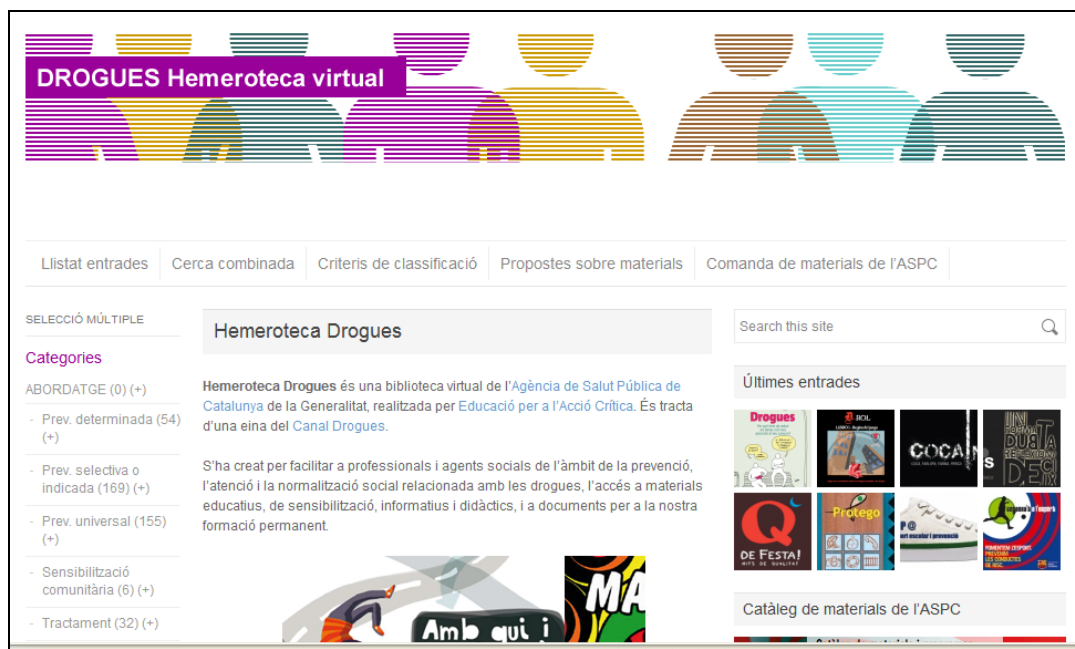 DROGUES Hemeroteca virtual
Llistat entrades
Cerca combinada
Criteris de classificació
Propostes sobre materials
Comanda de materials de l'ASPC
SELECCIÓ MÚLTIPLE
Categories
ABORDATGE (0) (+)
- Prev. determinada (54)
(+)
- Prev. selectiva o
indicada (169) (+)
- Prev. universal (155)
(+)
- Sensibilització
comunitària (6) (+)
- Tractament (32) (+)
Hemeroteca Drogues
Hemeroteca Drogues és una biblioteca virtual de l'Agència de Salut Pública de
Catalunya de la Generalitat, realitzada per Educació per a l'Acció Crítica. És tracta
d'una eina del Canal Drogues.
S'ha creat per facilitar a professionals i agents socials de l'àmbit de la prevenció,
l'atenció i la normalització social relacionada amb les drogues, l'accés a materials
educatius, de sensibilització, informatius i didàctics, i a documents per a la nostra
formació permanent.
Amb qui i
MA
Search this site
Últimes entrades
Drogues
ROL
COCA
Q
DE FESTA!
NITS DE QUALITAT
Protego
Catàleg de materials de l'ASPC